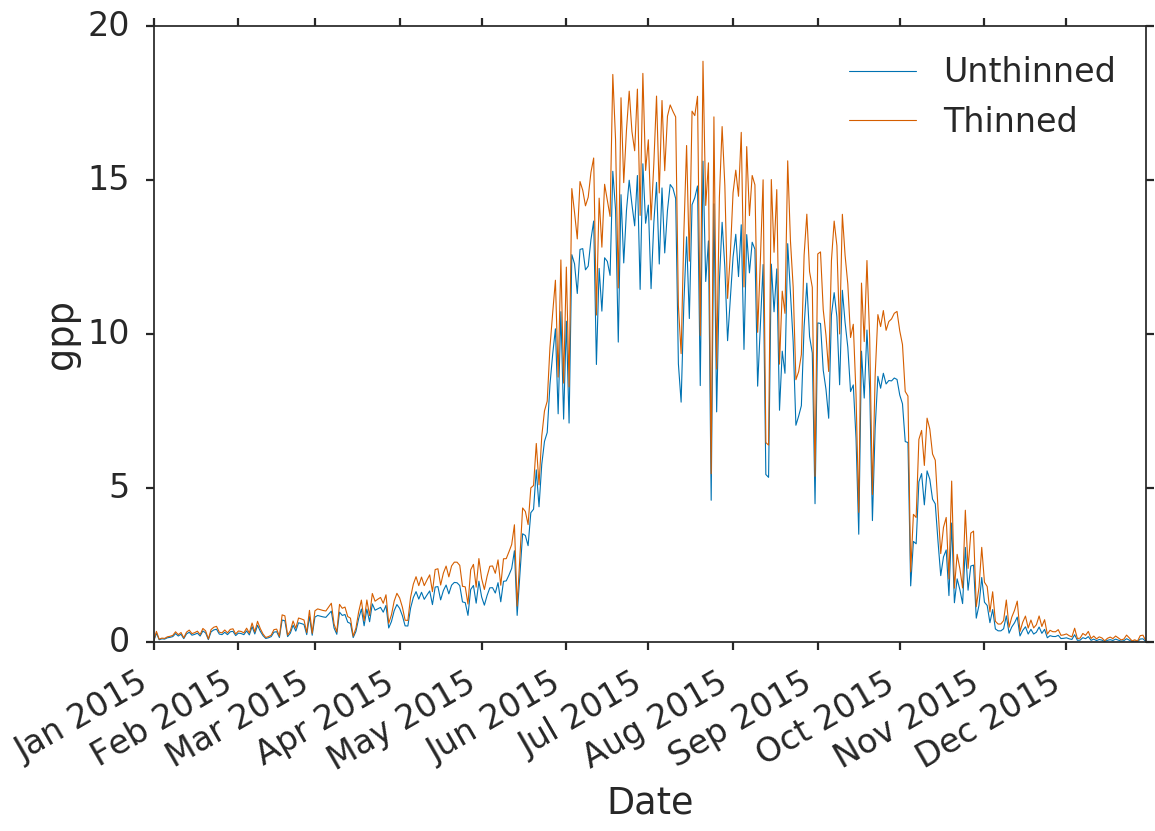 20
15
10
5
0
gpp
Unthinned
Thinned
Jan 2015
Feb 2015
Mar 2015
Apr 2015
May 2015
Jun 2015
Jul 2015
Aug 2015
Sep 2015
Oct 2015
Nov 2015
Dec 2015
Date